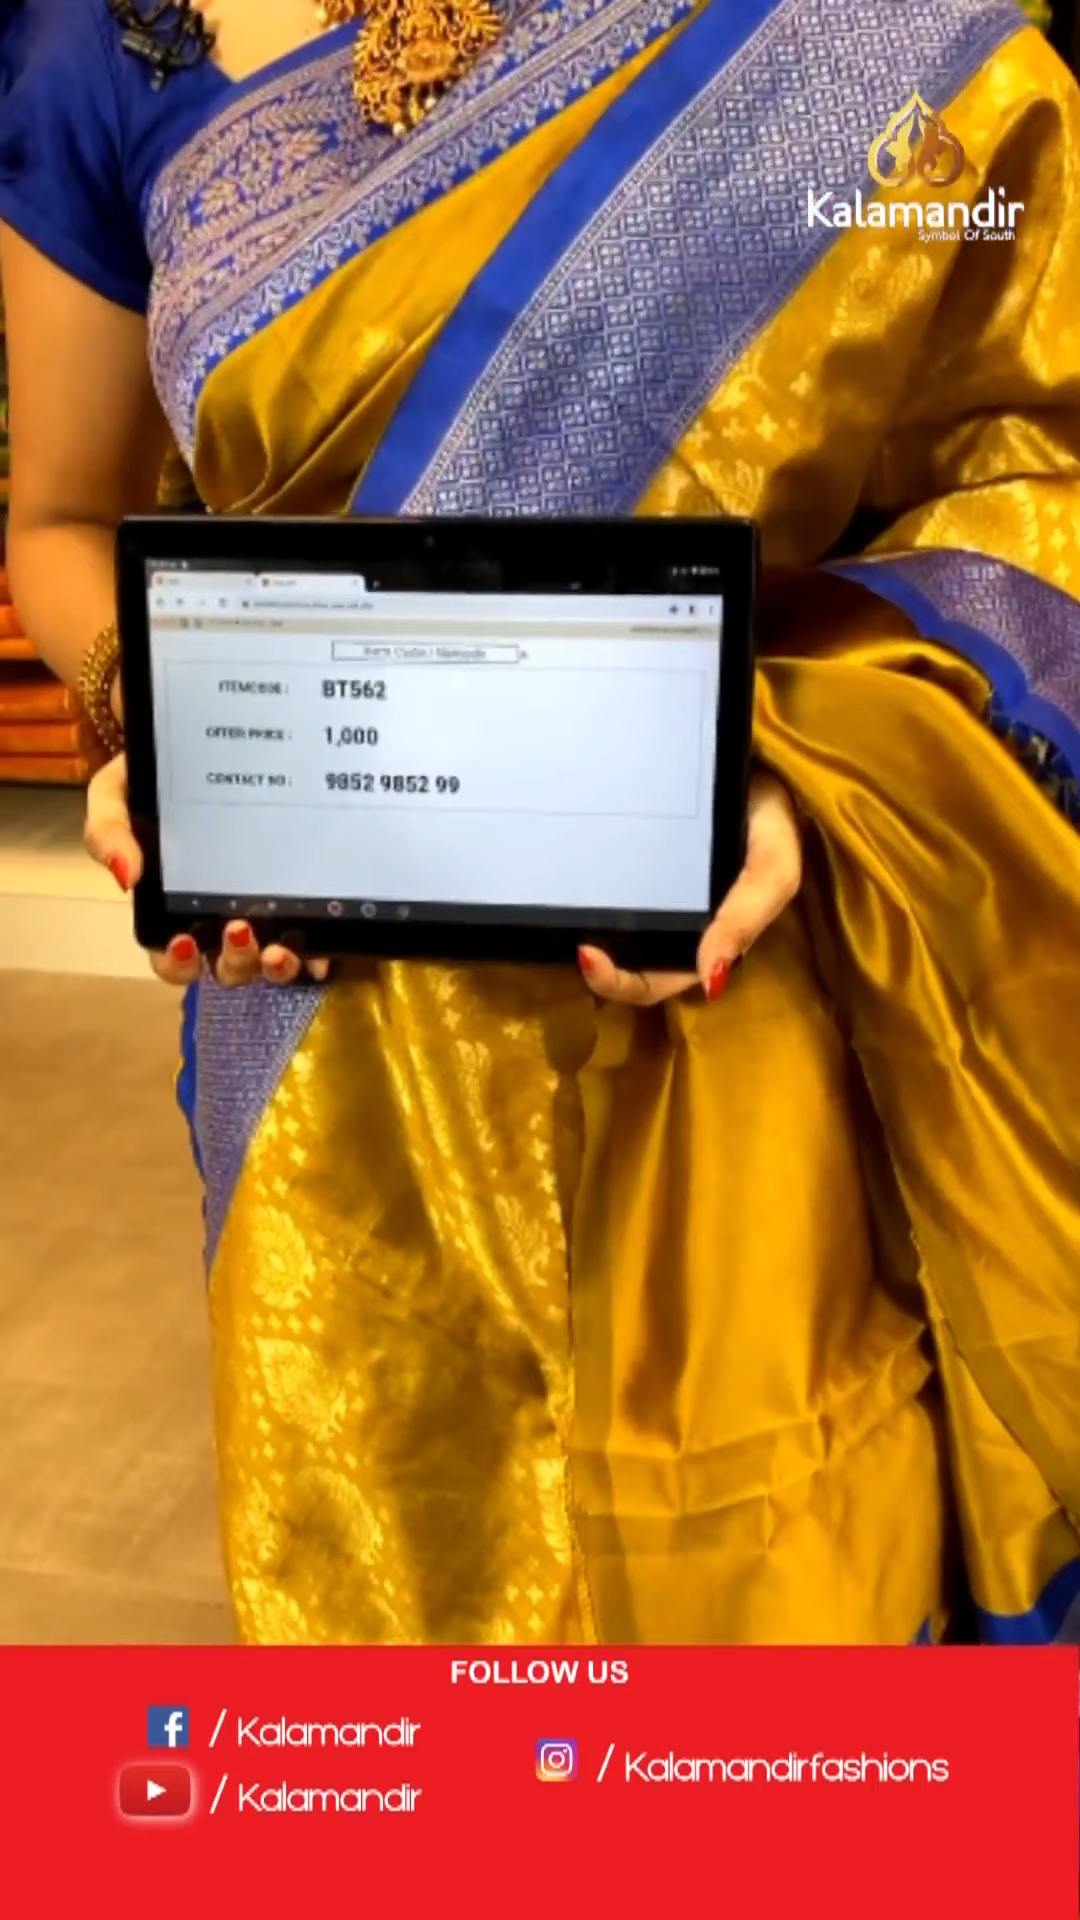 Kalamandir
Symbol Of South
ITEMCODE : BT562
OFFER PRICE : 1,000
CONTACT NO : 9852 9852 99
FOLLOW US
/ Kalamandir
/ Kalamandirfashions
/ Kalamandir